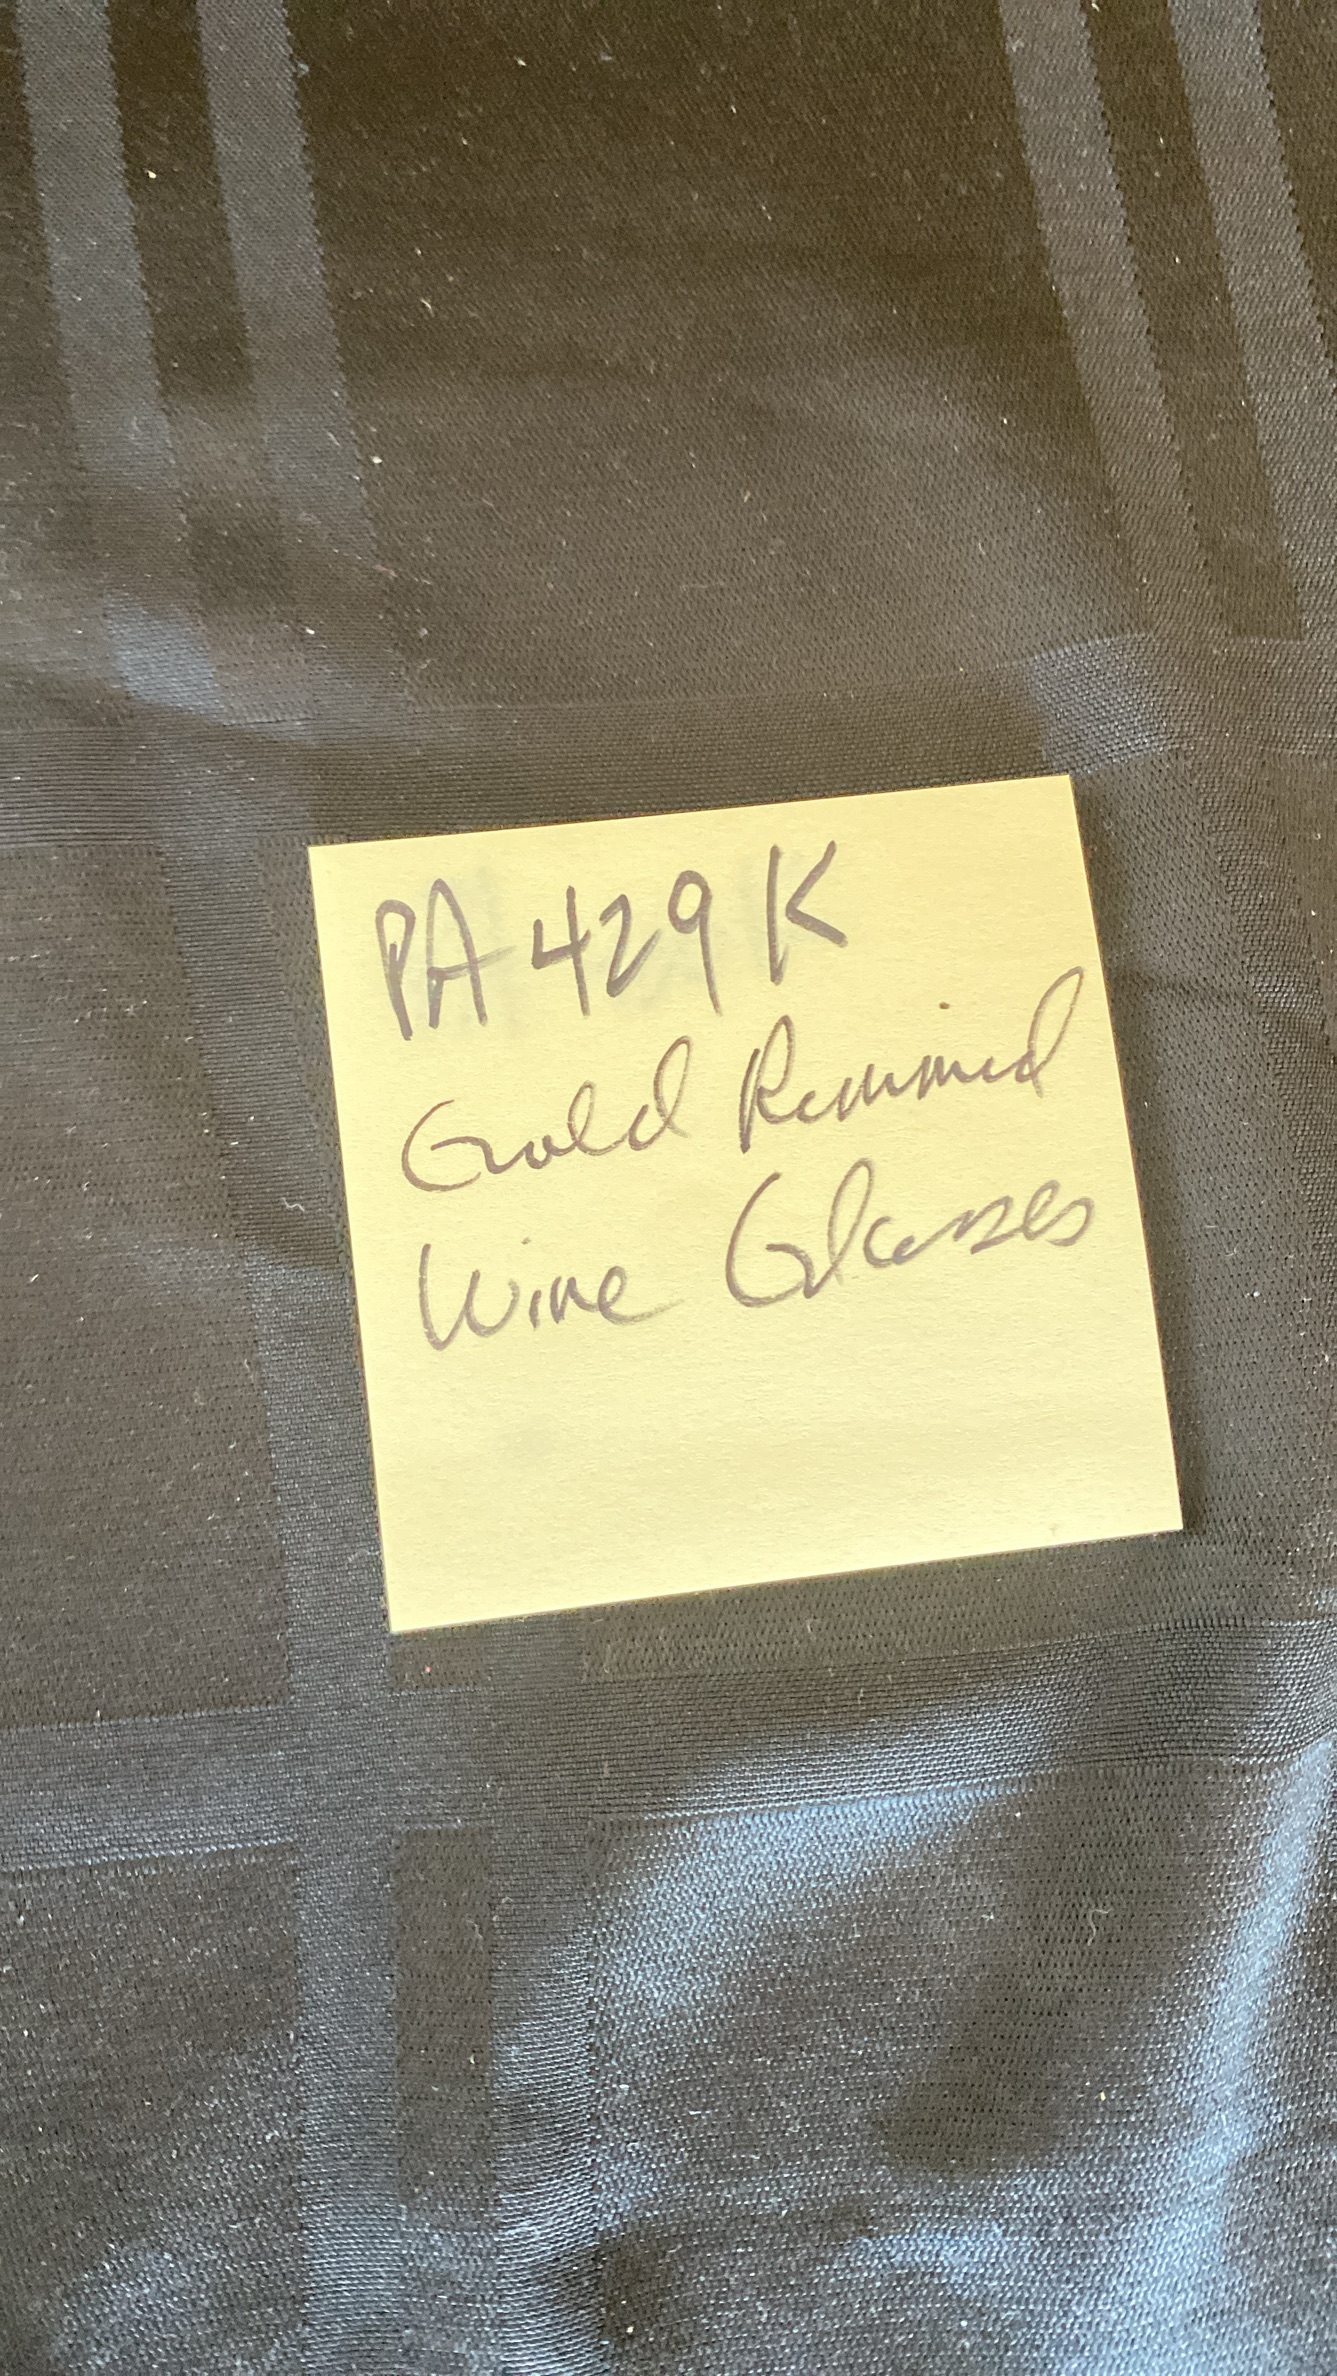 PA 429 K
Gold Rimmed
Wine Glasses